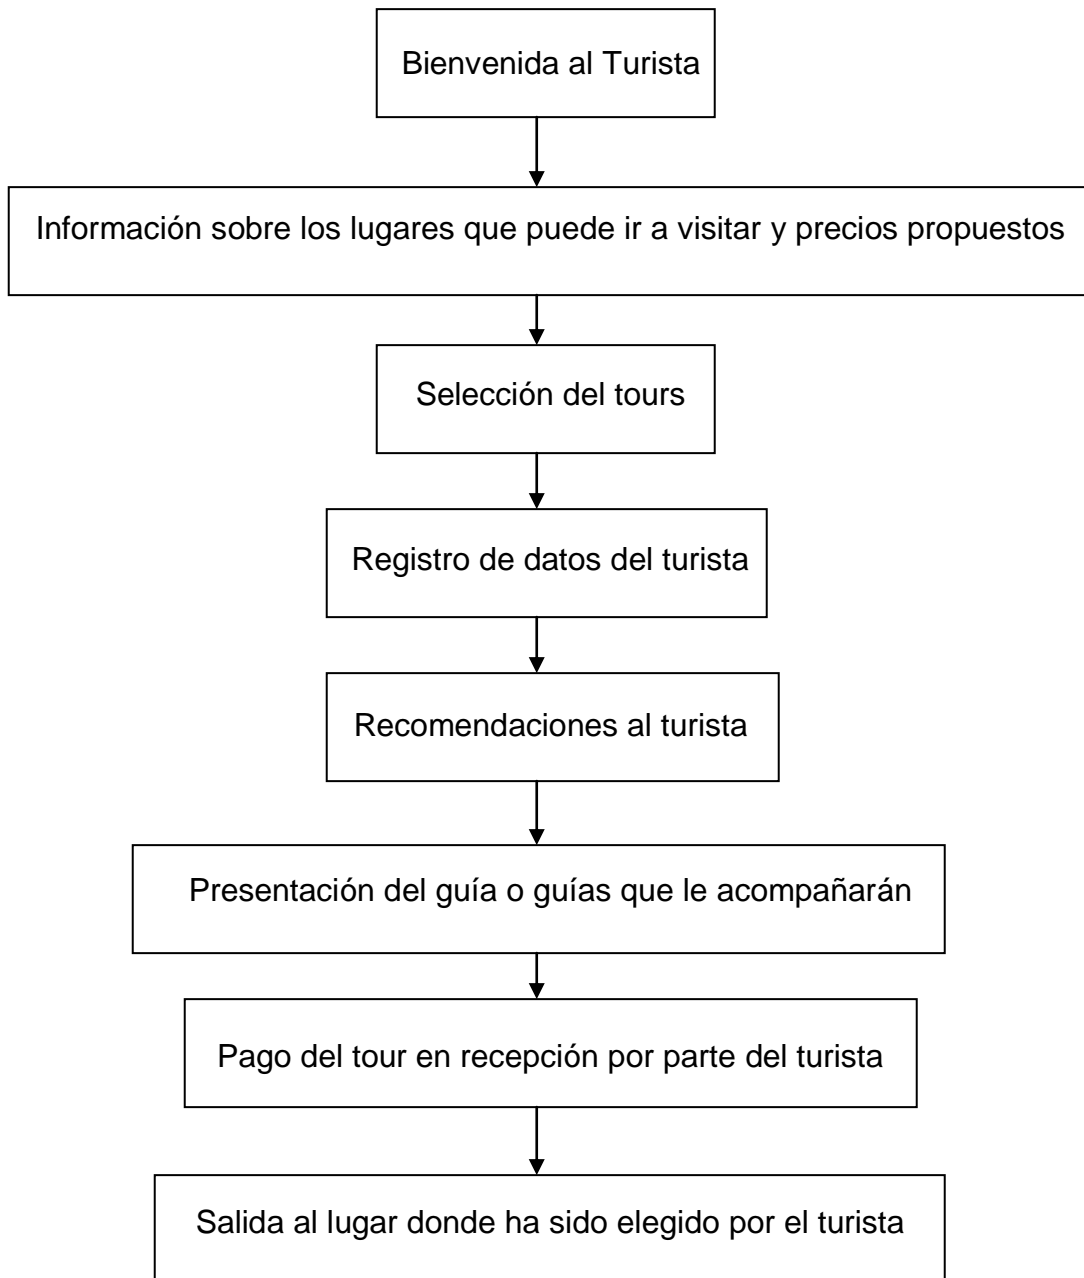 Bienvenida al Turista
Información sobre los lugares que puede ir a visitar y precios propuestos
Selección del tours
Registro de datos del turista
Recomendaciones al turista
Presentación del guía o guías que le acompañarán
Pago del tour en recepción por parte del turista
Salida al lugar donde ha sido elegido por el turista